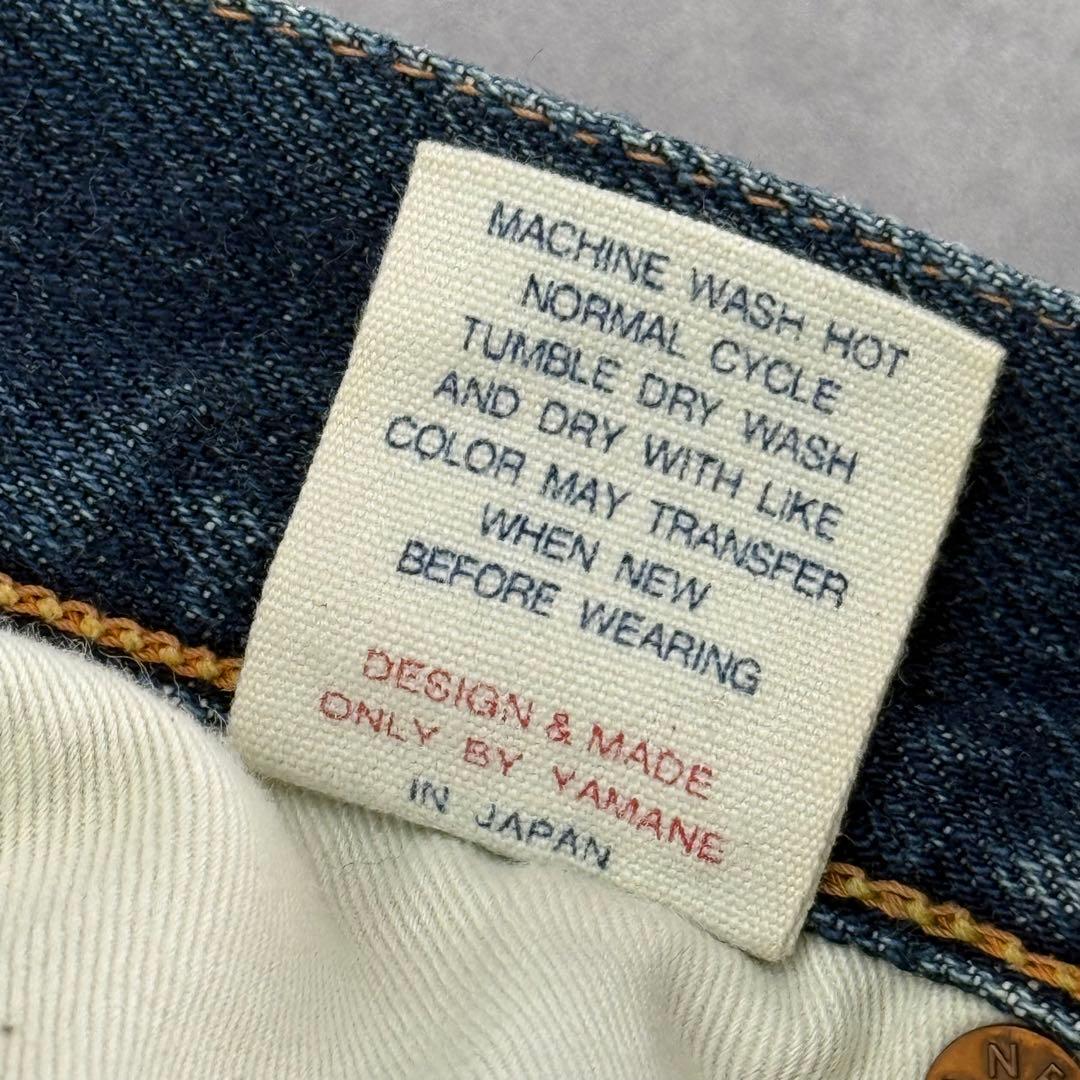 MACHINE WASH HOT
NORMAL CYCLE
TUMBLE DRY WASH
AND DRY WITH LIKE
COLOR MAY TRANSFER
WHEN NEW
BEFORE WEARING
DESIGN & MADE
ONLY BY YAMANE
IN JAPAN
N